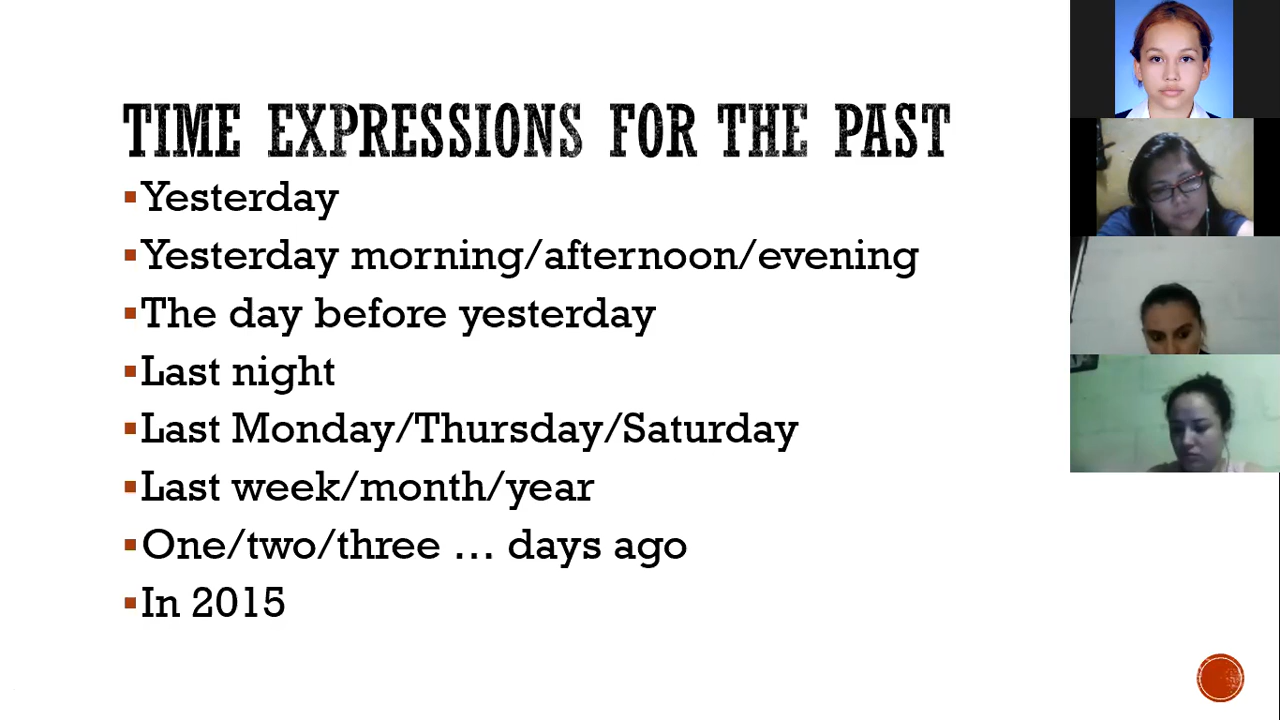 TIME EXPRESSIONS FOR THE PAST
Yesterday
Yesterday morning/afternoon/evening
The day before yesterday
Last night
Last Monday/Thursday/Saturday
Last week/month/year
One/two/three … days ago
In 2015